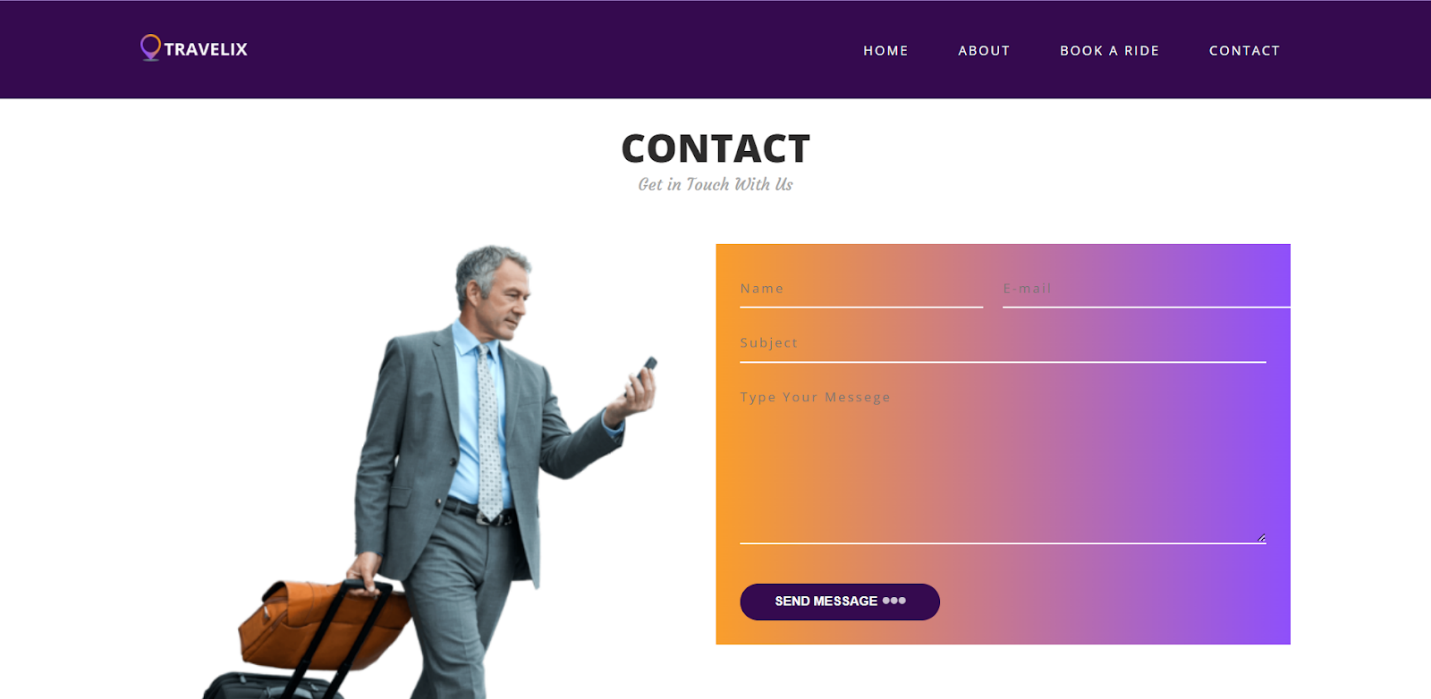 TRAVELIX
HOME ABOUT BOOK A RIDE CONTACT
CONTACT
Get in Touch With Us
Name E-mail
Subject
Type Your Messege
SEND MESSAGE